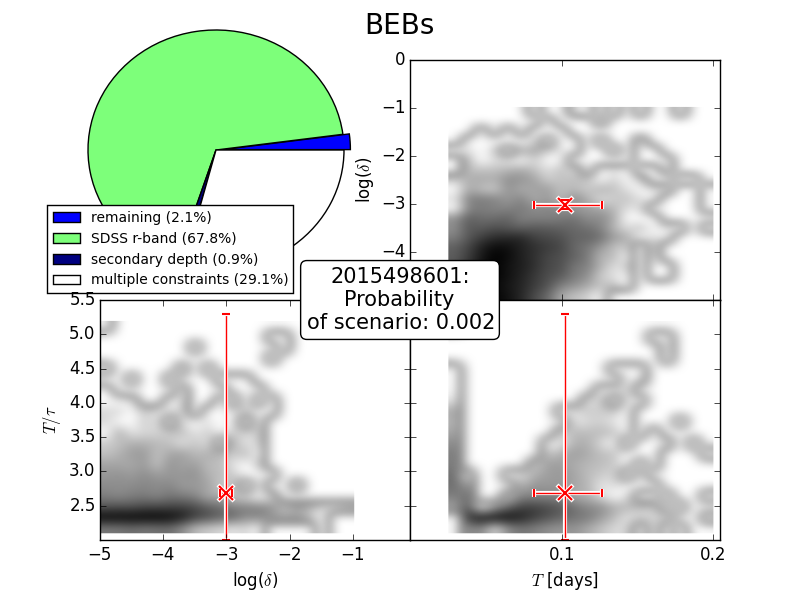 BEBs
remaining (2.1%)
SDSS r-band (67.8%)
secondary depth (0.9%)
multiple constraints (29.1%)
0
−1
−2
−3
−4
log(δ)
2015498601:
Probability
of scenario: 0.002
5.5
5.0
4.5
4.0
3.5
3.0
2.5
T/τ
−5 −4 −3 −2 −1
log(δ)
0.1 0.2
T [days]